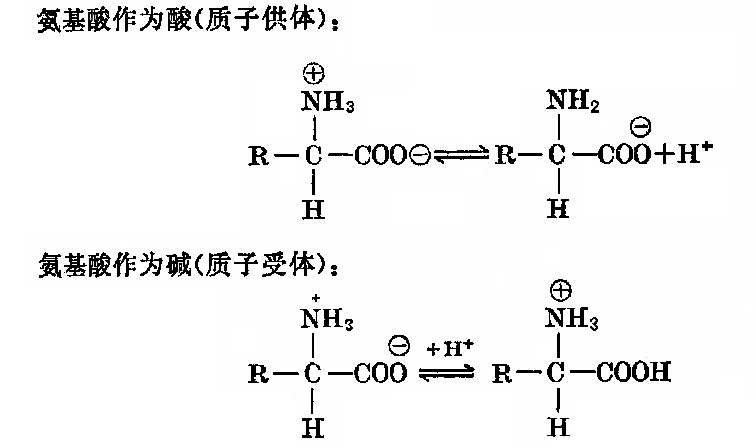 氨基酸作为酸(质子供体)：
⊕
NH₃ NH₂
R—C—COO⊖⇌R—C—COO⊖+H⁺
H H
氨基酸作为碱(质子受体)：
+ ⊕
NH₃ NH₃
R—C—COO⊖ +H⁺⇌ R—C—COOH
H H